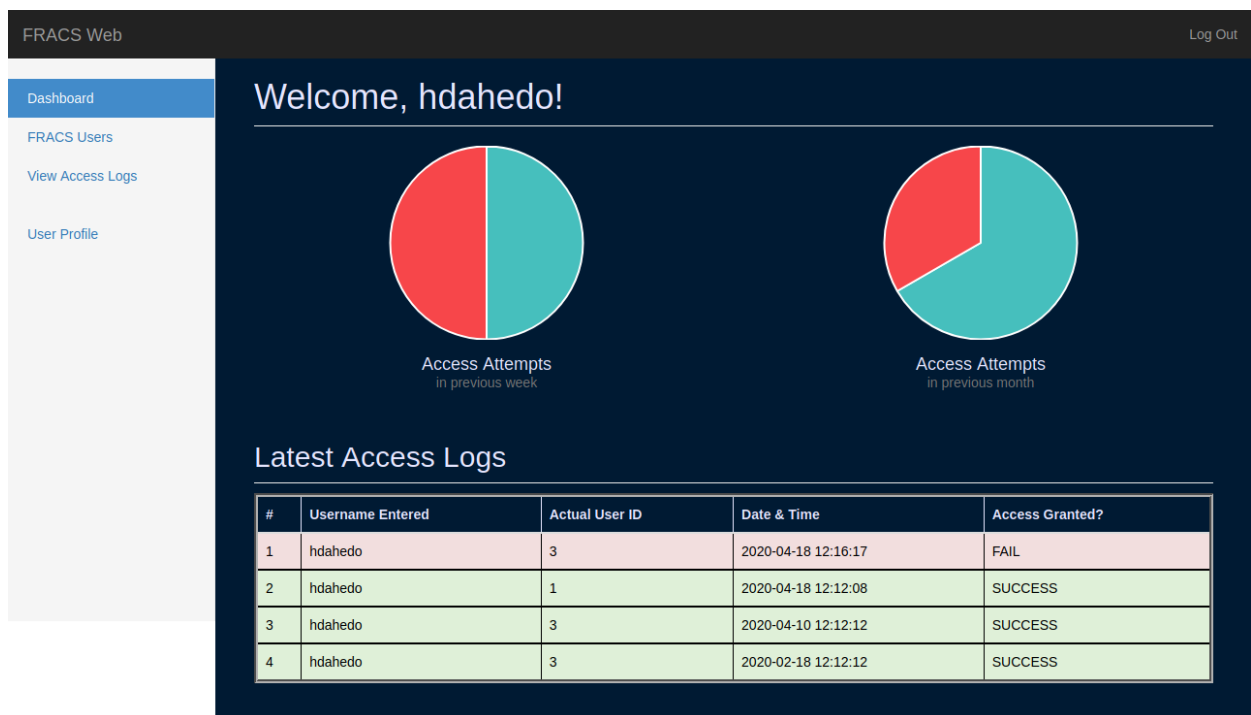 FRACS Web Log Out
Dashboard
FRACS Users
View Access Logs
User Profile
Welcome, hdahedo!
Access Attempts
in previous week
Access Attempts
in previous month
Latest Access Logs
# Username Entered Actual User ID Date & Time Access Granted?
1 hdahedo 3 2020-04-18 12:16:17 FAIL
2 hdahedo 1 2020-04-18 12:12:08 SUCCESS
3 hdahedo 3 2020-04-10 12:12:12 SUCCESS
4 hdahedo 3 2020-02-18 12:12:12 SUCCESS